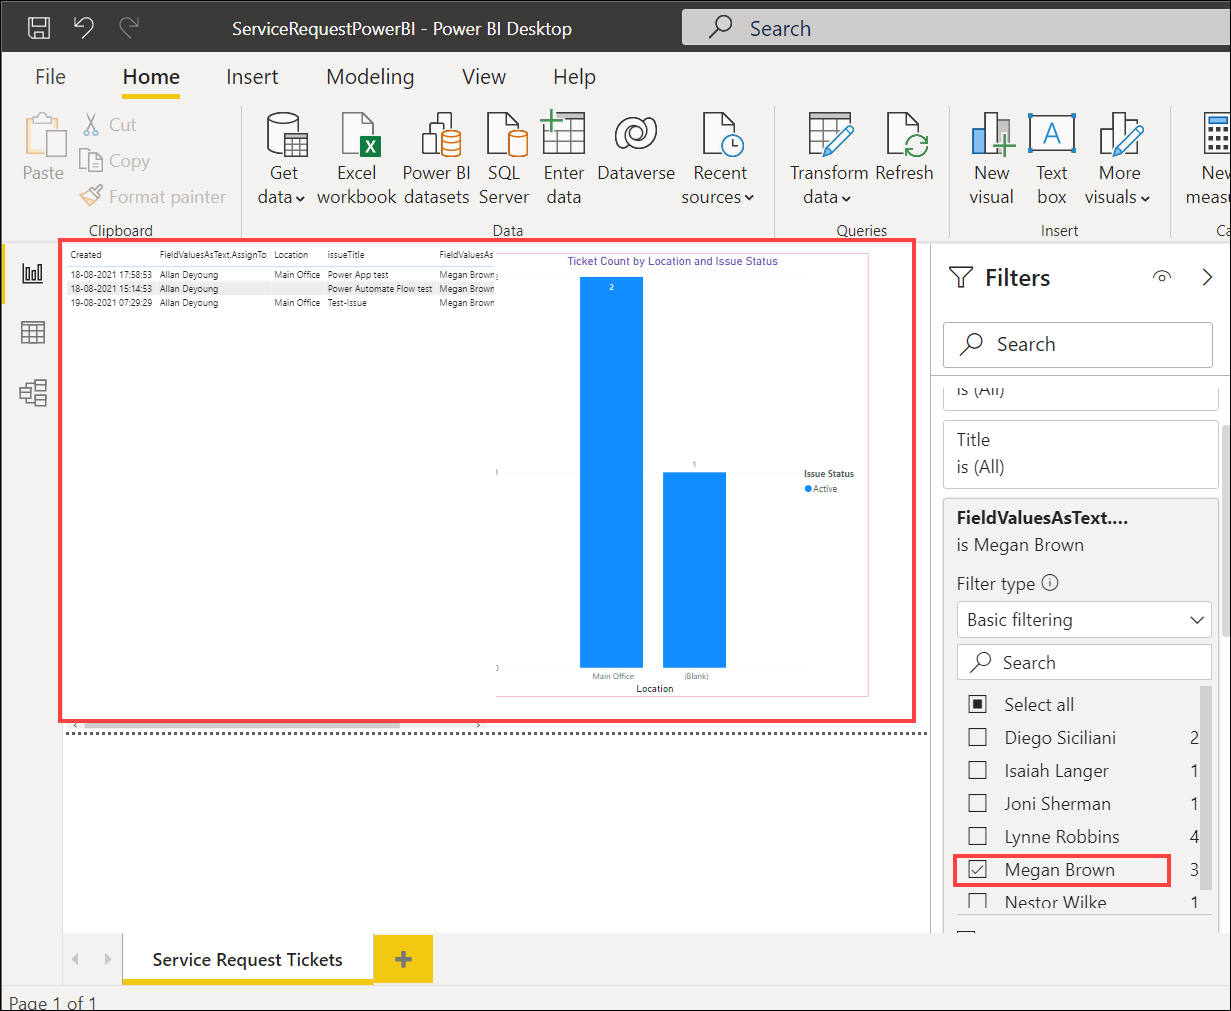 ServiceRequestPowerBI - Power BI Desktop
Search
File Home Insert Modeling View Help
Paste
Cut
Copy
Format painter
Clipboard
Get data
Excel workbook
Power BI datasets
SQL Server
Enter data
Dataverse
Recent sources
Data
Transform data
Refresh
Queries
New visual
Text box
More visuals
Insert
New
measu
Ca
Created FieldValuesAsText.AssignTo Location issueTitle FieldValuesAs
18-08-2021 17:58:53 Allan Deyoung Main Office Power App test Megan Brown
18-08-2021 15:14:53 Allan Deyoung Power Automate Flow test Megan Brown
19-08-2021 07:29:29 Allan Deyoung Main Office Test-Issue Megan Brown
Ticket Count by Location and Issue Status
2
1
1
0
Main Office (Blank)
Location
Issue Status
Active
Filters
Search
is (All)
Title
is (All)
FieldValuesAsText....
is Megan Brown
Filter type
Basic filtering
Search
Select all
Diego Siciliani 2
Isaiah Langer 1
Joni Sherman 1
Lynne Robbins 4
Megan Brown 3
Nestor Wilke 1
Service Request Tickets
Page 1 of 1